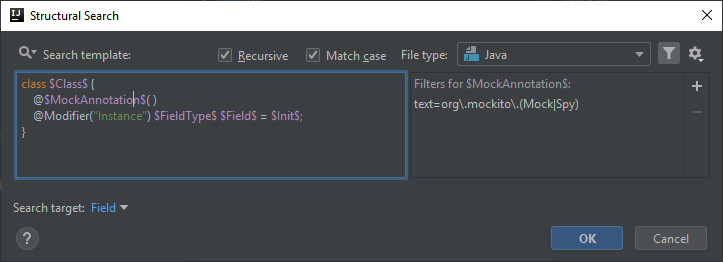 IJ Structural Search
Search template: Recursive Match case File type: Java
class $Class$ {
@$MockAnnotation$( )
@Modifier("Instance") $FieldType$ $Field$ = $Init$;
}
Filters for $MockAnnotation$:
text=org\.mockito\.(Mock|Spy)
Search target: Field
? OK Cancel